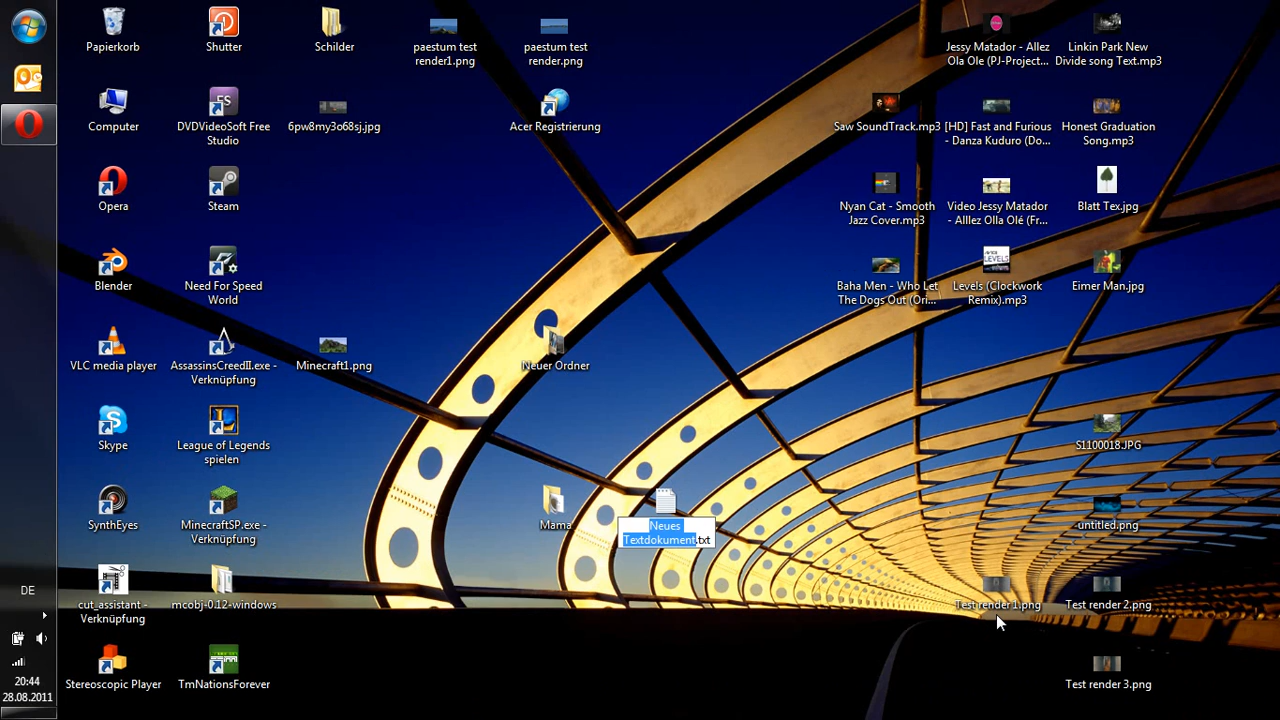 Papierkorb
Shutter
Schilder
paestum test
render1.png
paestum test
render.png
Jessy Matador - Allez
Ola Ole (PJ-Project...
Linkin Park New
Divide song Text.mp3
Computer
DVDVideoSoft Free
Studio
6pw8my3o68sj.jpg
Acer Registrierung
Saw SoundTrack.mp3
[HD] Fast and Furious
- Danza Kuduro (Do...
Honest Graduation
Song.mp3
Opera
Steam
Nyan Cat - Smooth
Jazz Cover.mp3
Video Jessy Matador
- Alllez Olla Olé (Fr...
Blatt Tex.jpg
Blender
Need For Speed
World
Baha Men - Who Let
The Dogs Out (Ori...
LEVELS
Levels (Clockwork
Remix).mp3
Eimer Man.jpg
VLC media player
AssassinsCreedII.exe -
Verknüpfung
Minecraft1.png
Neuer Ordner
Skype
League of Legends
spielen
S1100018.JPG
SynthEyes
MinecraftSP.exe -
Verknüpfung
Mama
Neues
Textdokument.txt
untitled.png
DE
cut_assistant -
Verknüpfung
mcobj-0.12-windows
Test render 1.png
Test render 2.png
20:44
28.08.2011
Stereoscopic Player
TmNationsForever
Test render 3.png